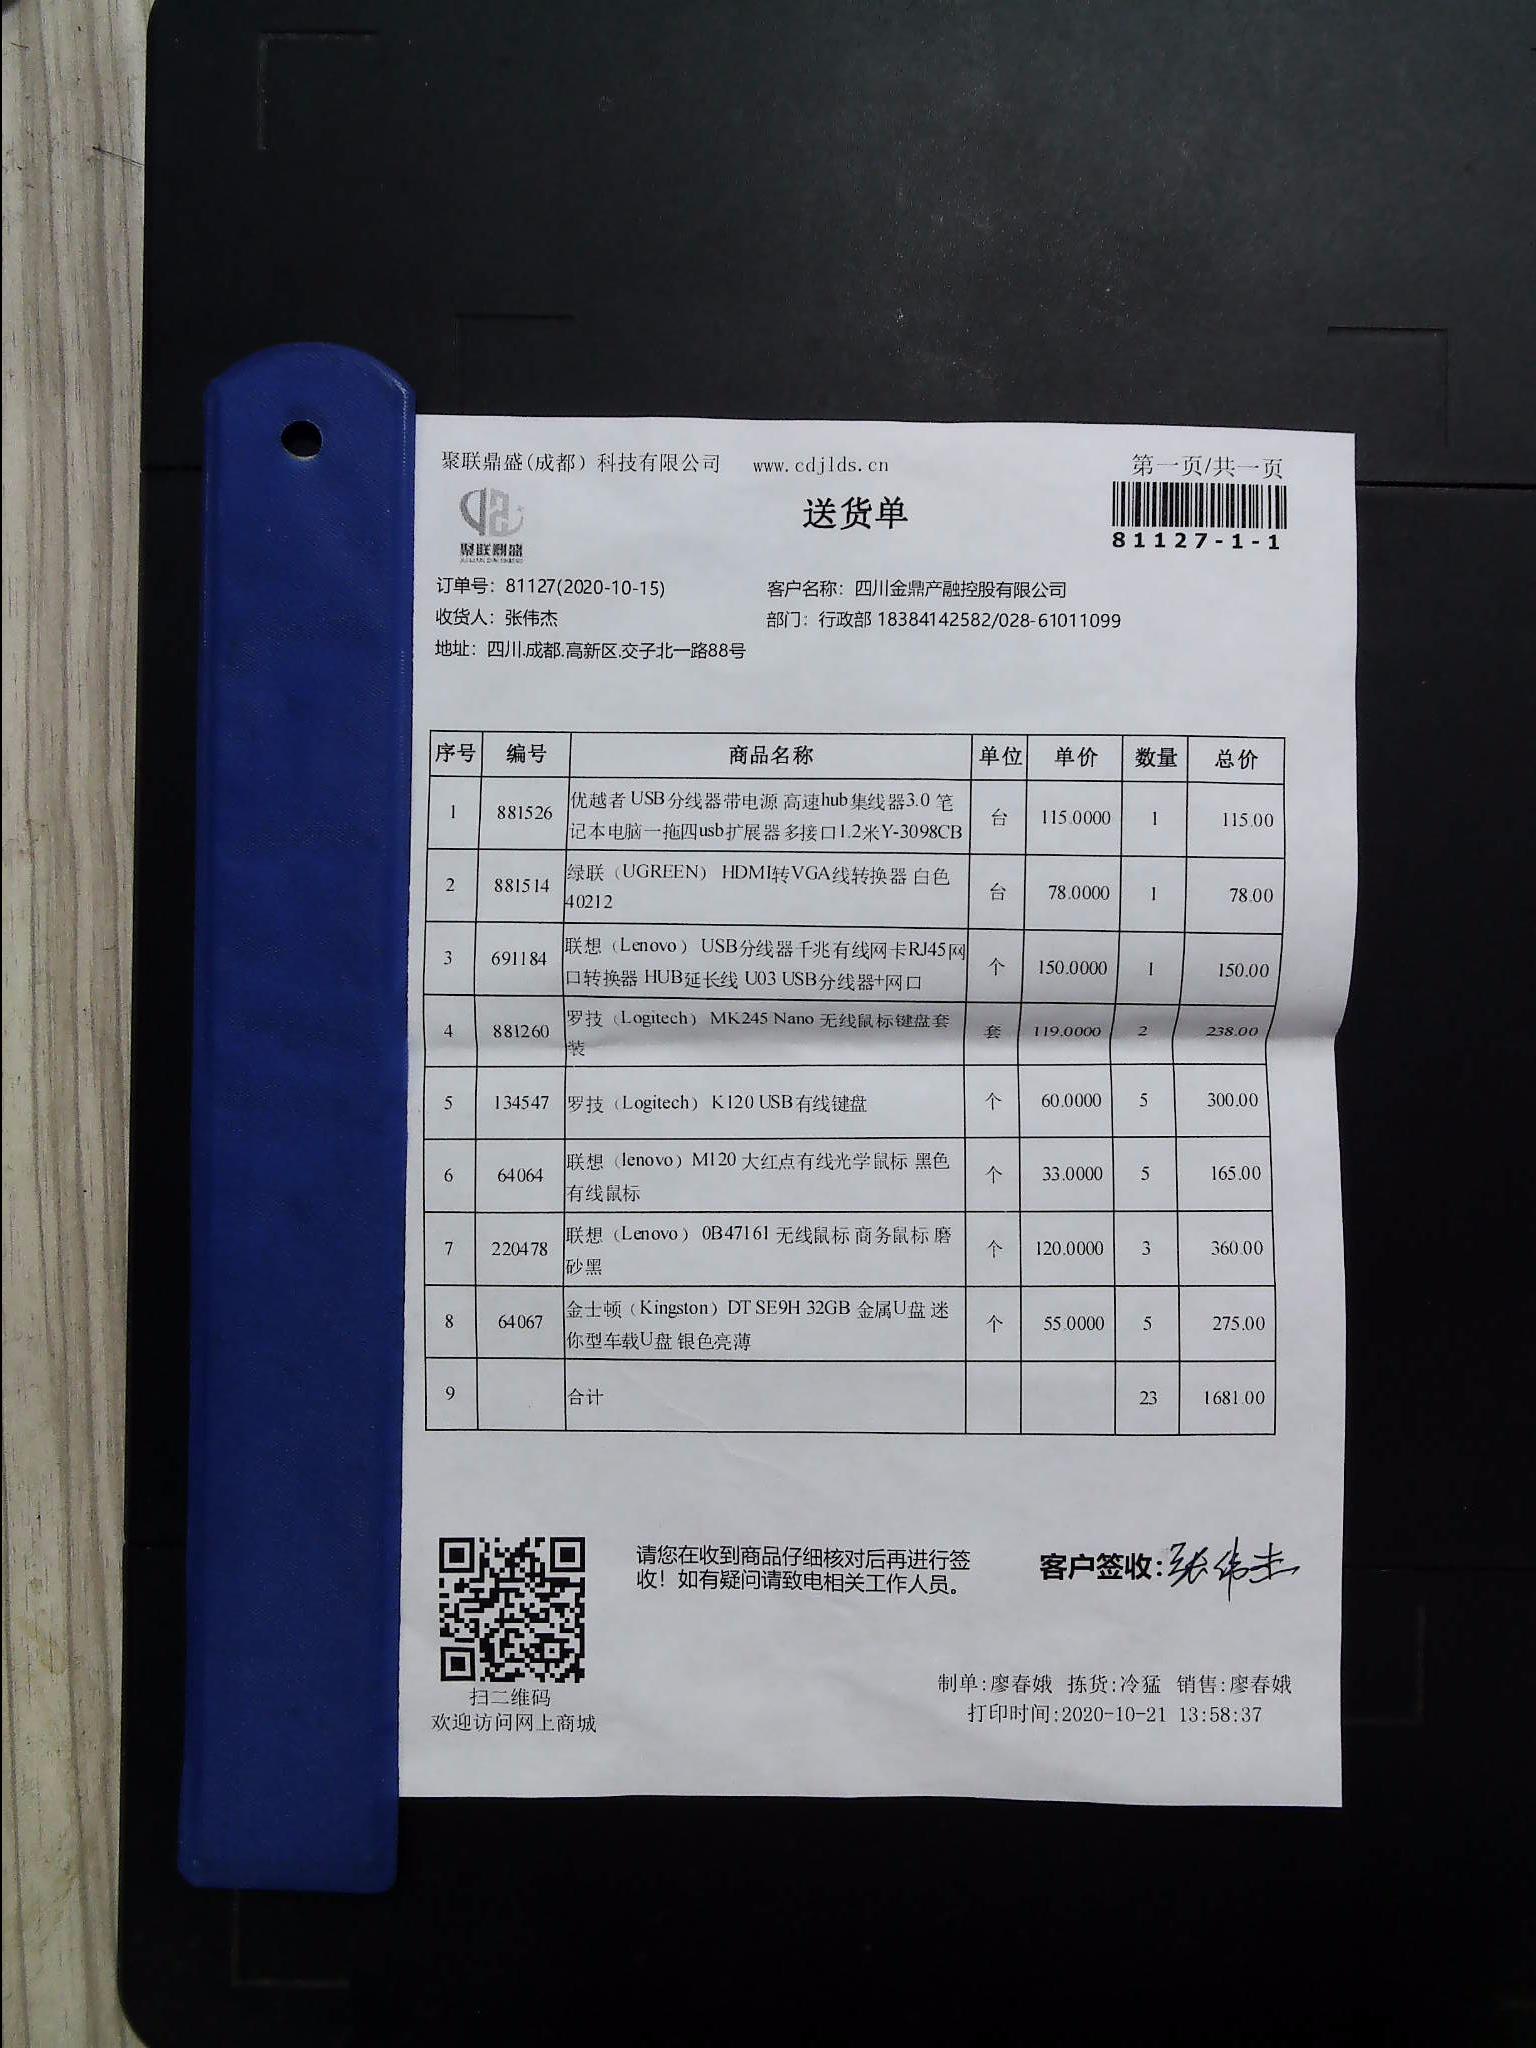 聚联鼎盛(成都)科技有限公司 www.cdjlds.cn 第一页/共一页
送货单
聚联鼎盛
81127-1-1
订单号：81127(2020-10-15) 客户名称：四川金鼎产融控股有限公司
收货人：张伟杰 部门：行政部 18384142582/028-61011099
地址：四川.成都.高新区.交子北一路88号
序号 编号 商品名称 单位 单价 数量 总价
1 881526 优越者 USB分线器带电源 高速hub集线器3.0 笔 台 115.0000 1 115.00
记本电脑一拖四usb扩展器多接口1.2米Y-3098CB
2 881514 绿联（UGREEN） HDMI转VGA线转换器 白色 台 78.0000 1 78.00
40212
3 691184 联想（Lenovo） USB分线器千兆有线网卡RJ45网 个 150.0000 1 150.00
口转换器 HUB延长线 U03 USB分线器+网口
4 881260 罗技（Logitech） MK245 Nano 无线鼠标键盘套 套 119.0000 2 238.00
装
5 134547 罗技（Logitech） K120 USB有线键盘 个 60.0000 5 300.00
6 64064 联想（lenovo）M120 大红点有线光学鼠标 黑色 个 33.0000 5 165.00
有线鼠标
7 220478 联想（Lenovo） 0B47161 无线鼠标 商务鼠标 磨 个 120.0000 3 360.00
砂黑
8 64067 金士顿（Kingston）DT SE9H 32GB 金属U盘 迷 个 55.0000 5 275.00
你型车载U盘 银色亮薄
9 合计 23 1681.00
请您在收到商品仔细核对后再进行签
收！如有疑问请致电相关工作人员。
客户签收：张伟杰
扫二维码
欢迎访问网上商城
制单:廖春娥 拣货:冷猛 销售:廖春娥
打印时间:2020-10-21 13:58:37